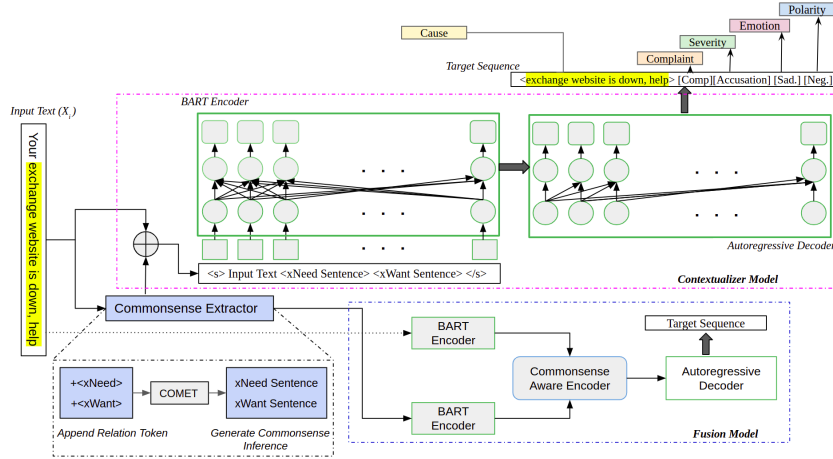 Polarity
Emotion
Severity
Complaint
Cause
Target Sequence
<exchange website is down, help> [Comp][Accusation] [Sad.] [Neg.]
BART Encoder
Input Text (Xi)
Your exchange website is down, help
. . .
. . .
. . .
. . .
. . .
Autoregressive Decoder
<s> Input Text <xNeed Sentence> <xWant Sentence> </s>
Contextualizer Model
Commonsense Extractor
BART
Encoder
Target Sequence
Commonsense
Aware Encoder
Autoregressive
Decoder
BART
Encoder
Fusion Model
+<xNeed>
+<xWant>
COMET
xNeed Sentence
xWant Sentence
Append Relation Token
Generate Commonsense
Inference